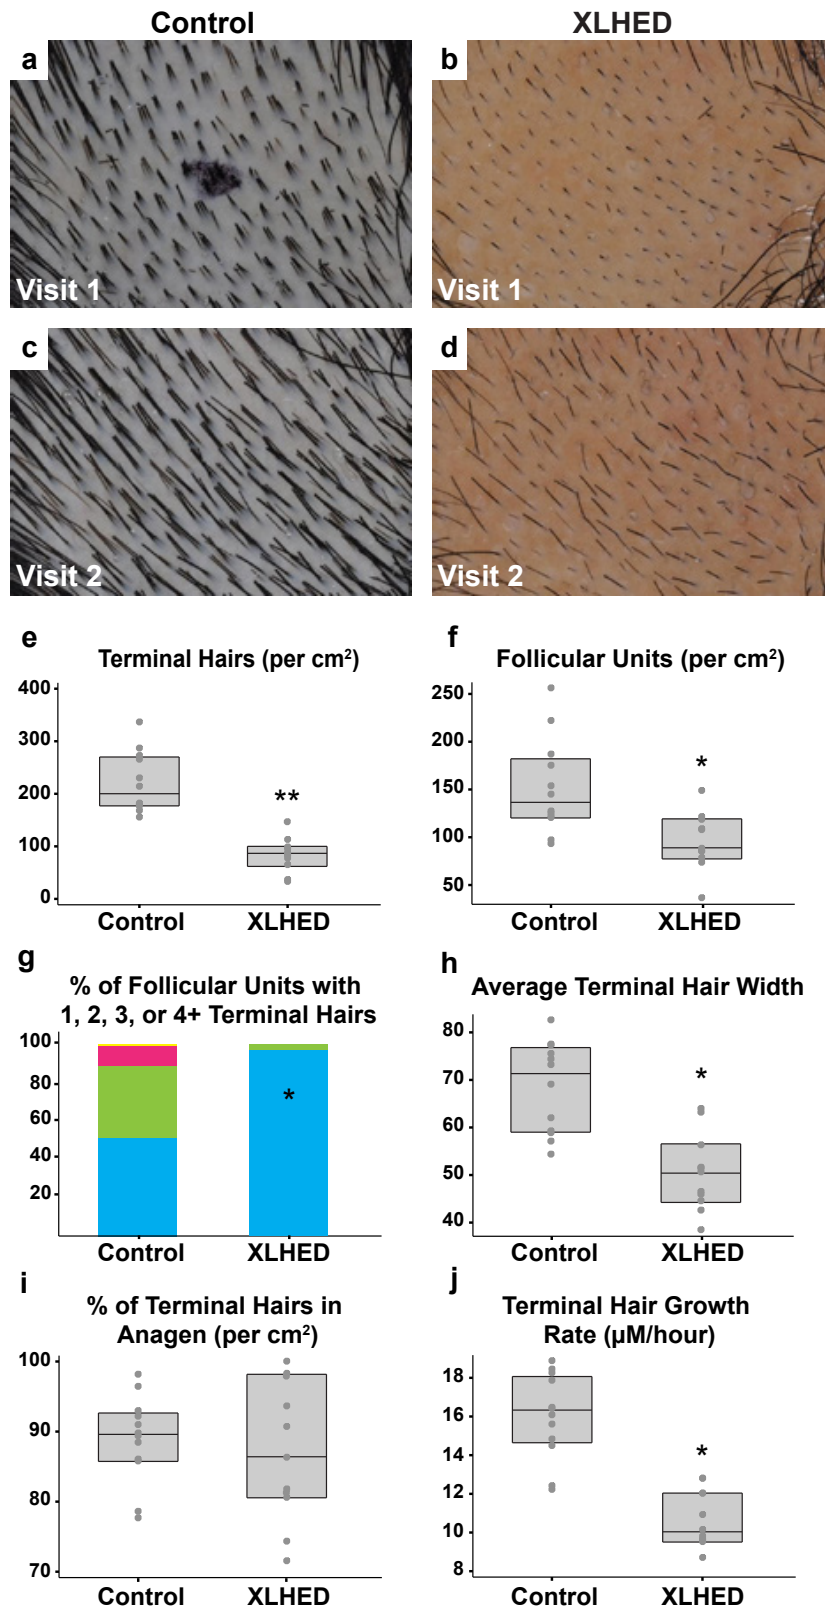 Control
XLHED
a
b
Visit 1
Visit 1
c
d
Visit 2
Visit 2
e
Terminal Hairs (per cm²)
400
300
200
100
0
**
Control
XLHED
f
Follicular Units (per cm²)
250
200
150
100
50
*
Control
XLHED
g
% of Follicular Units with
1, 2, 3, or 4+ Terminal Hairs
100
80
60
40
20
*
Control
XLHED
h
Average Terminal Hair Width
80
70
60
50
40
*
Control
XLHED
i
% of Terminal Hairs in
Anagen (per cm²)
100
90
80
70
Control
XLHED
j
Terminal Hair Growth
Rate (µM/hour)
18
16
14
12
10
8
*
Control
XLHED